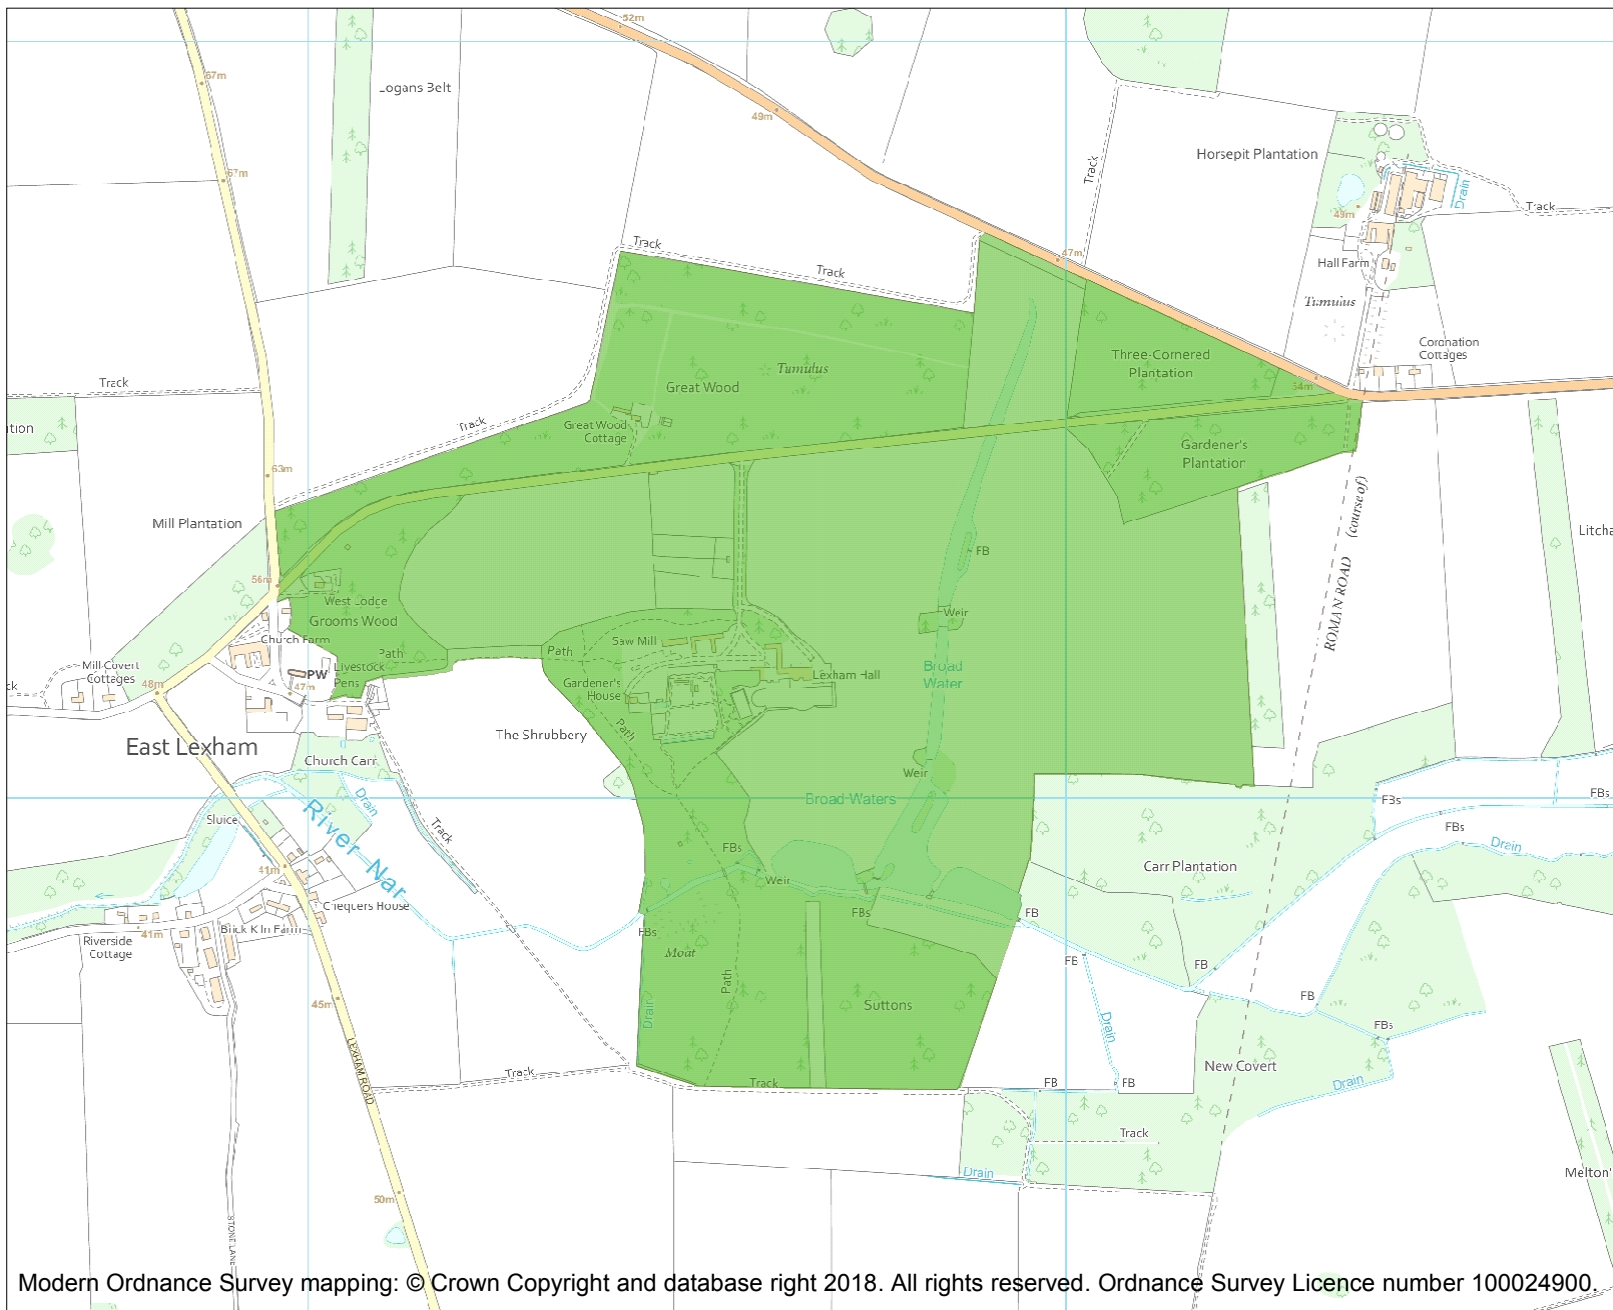 52m
67m
Logans Belt
49m
Horsepit Plantation
Track
67m
Drain
Track
49m
Track
Track
47m
Hall Farm
Tumulus
Coronation
Cottages
Three-Cornered
Plantation
Tumulus
Great Wood
54m
Track
Track
Great Wood
Cottage
Gardener's
Plantation
63m
ROMAN ROAD (course of)
Mill Plantation
FB
56m
West Lodge
Grooms Wood
Weir
Church Farm
Saw Mill
Path
Path
Mill Covert
Cottages
Livestock
Pens
PW
47m
48m
Gardener's
House
Lexham Hall
Broad
Water
Path
The Shrubbery
East Lexham
Church Carr
Weir
Broad Waters
FBs
FBs
FBs
Drain
Drain
River Nar
Sluice
Track
FBs
Weir
Carr Plantation
41m
Chequers House
FBs
FB
Brick Kiln Farm
41m
FBs
Riverside
Cottage
Moat
FB
FB
Path
FB
45m
Suttons
Drain
Drain
FBs
LEXHAM ROAD
New Covert
Track
Track
FB
FB
Drain
Track
Drain
50m
STONE LANE
Modern Ordnance Survey mapping: © Crown Copyright and database right 2018. All rights reserved. Ordnance Survey Licence number 100024900.